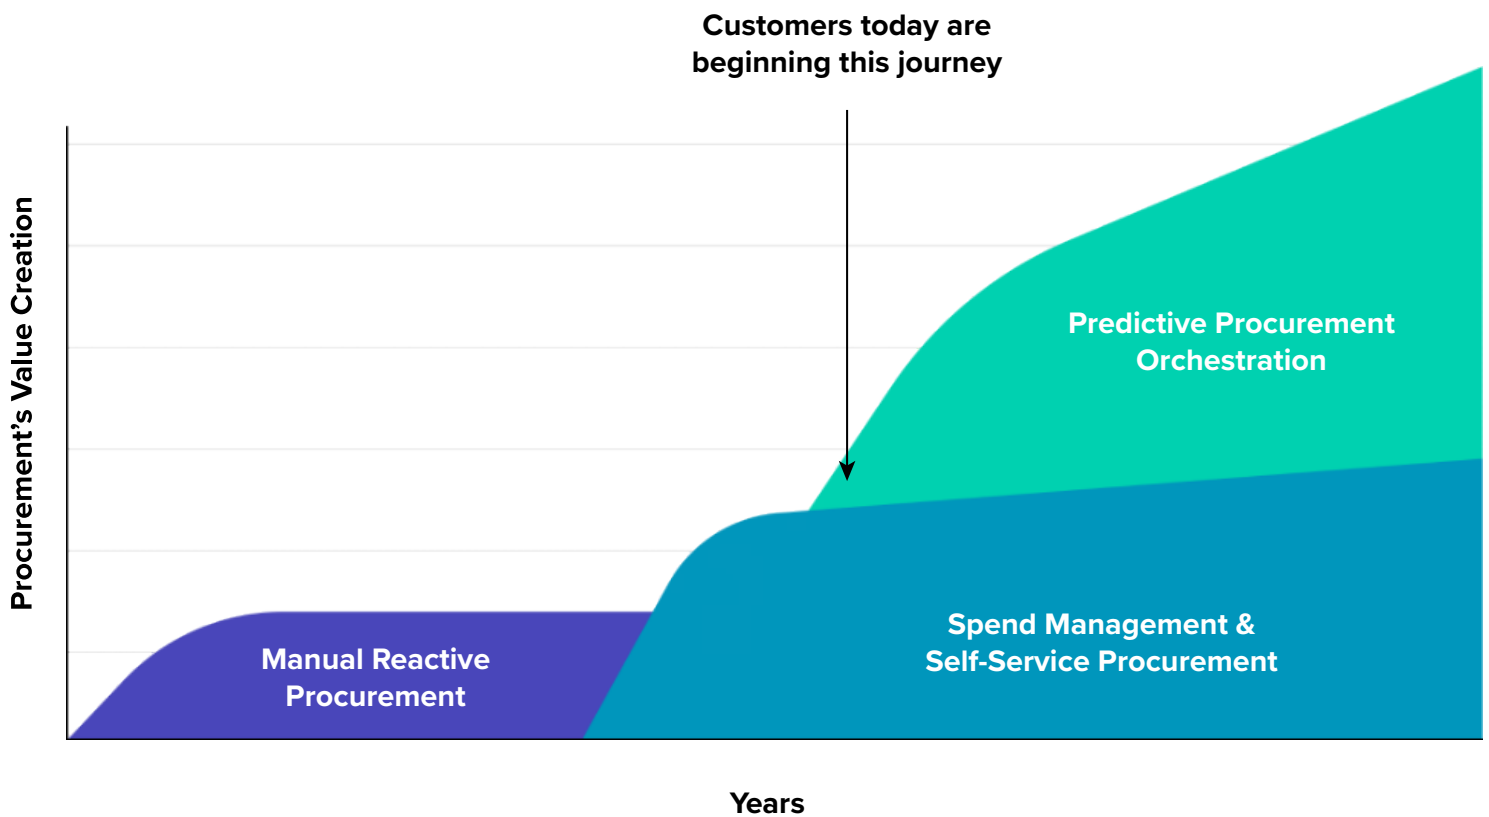 Customers today are
beginning this journey
Procurement’s Value Creation
Predictive Procurement
Orchestration
Spend Management &
Self-Service Procurement
Manual Reactive
Procurement
Years